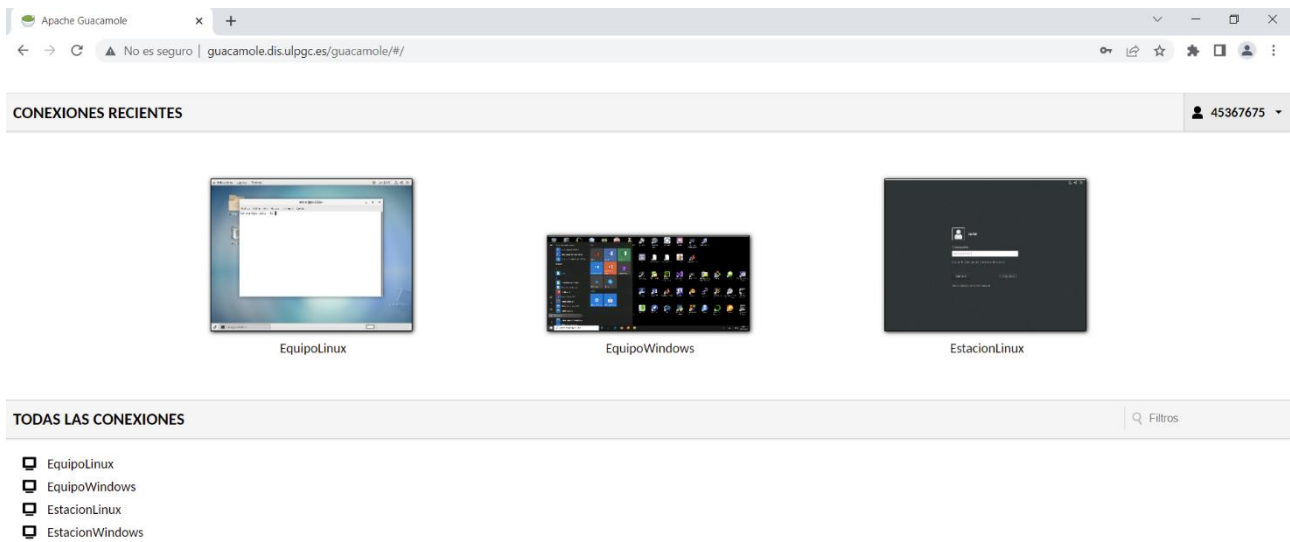 Apache Guacamole
No es seguro | guacamole.dis.ulpgc.es/guacamole/#/
CONEXIONES RECIENTES
45367675
EquipoLinux
EquipoWindows
EstacionLinux
TODAS LAS CONEXIONES
Filtros
EquipoLinux
EquipoWindows
EstacionLinux
EstacionWindows